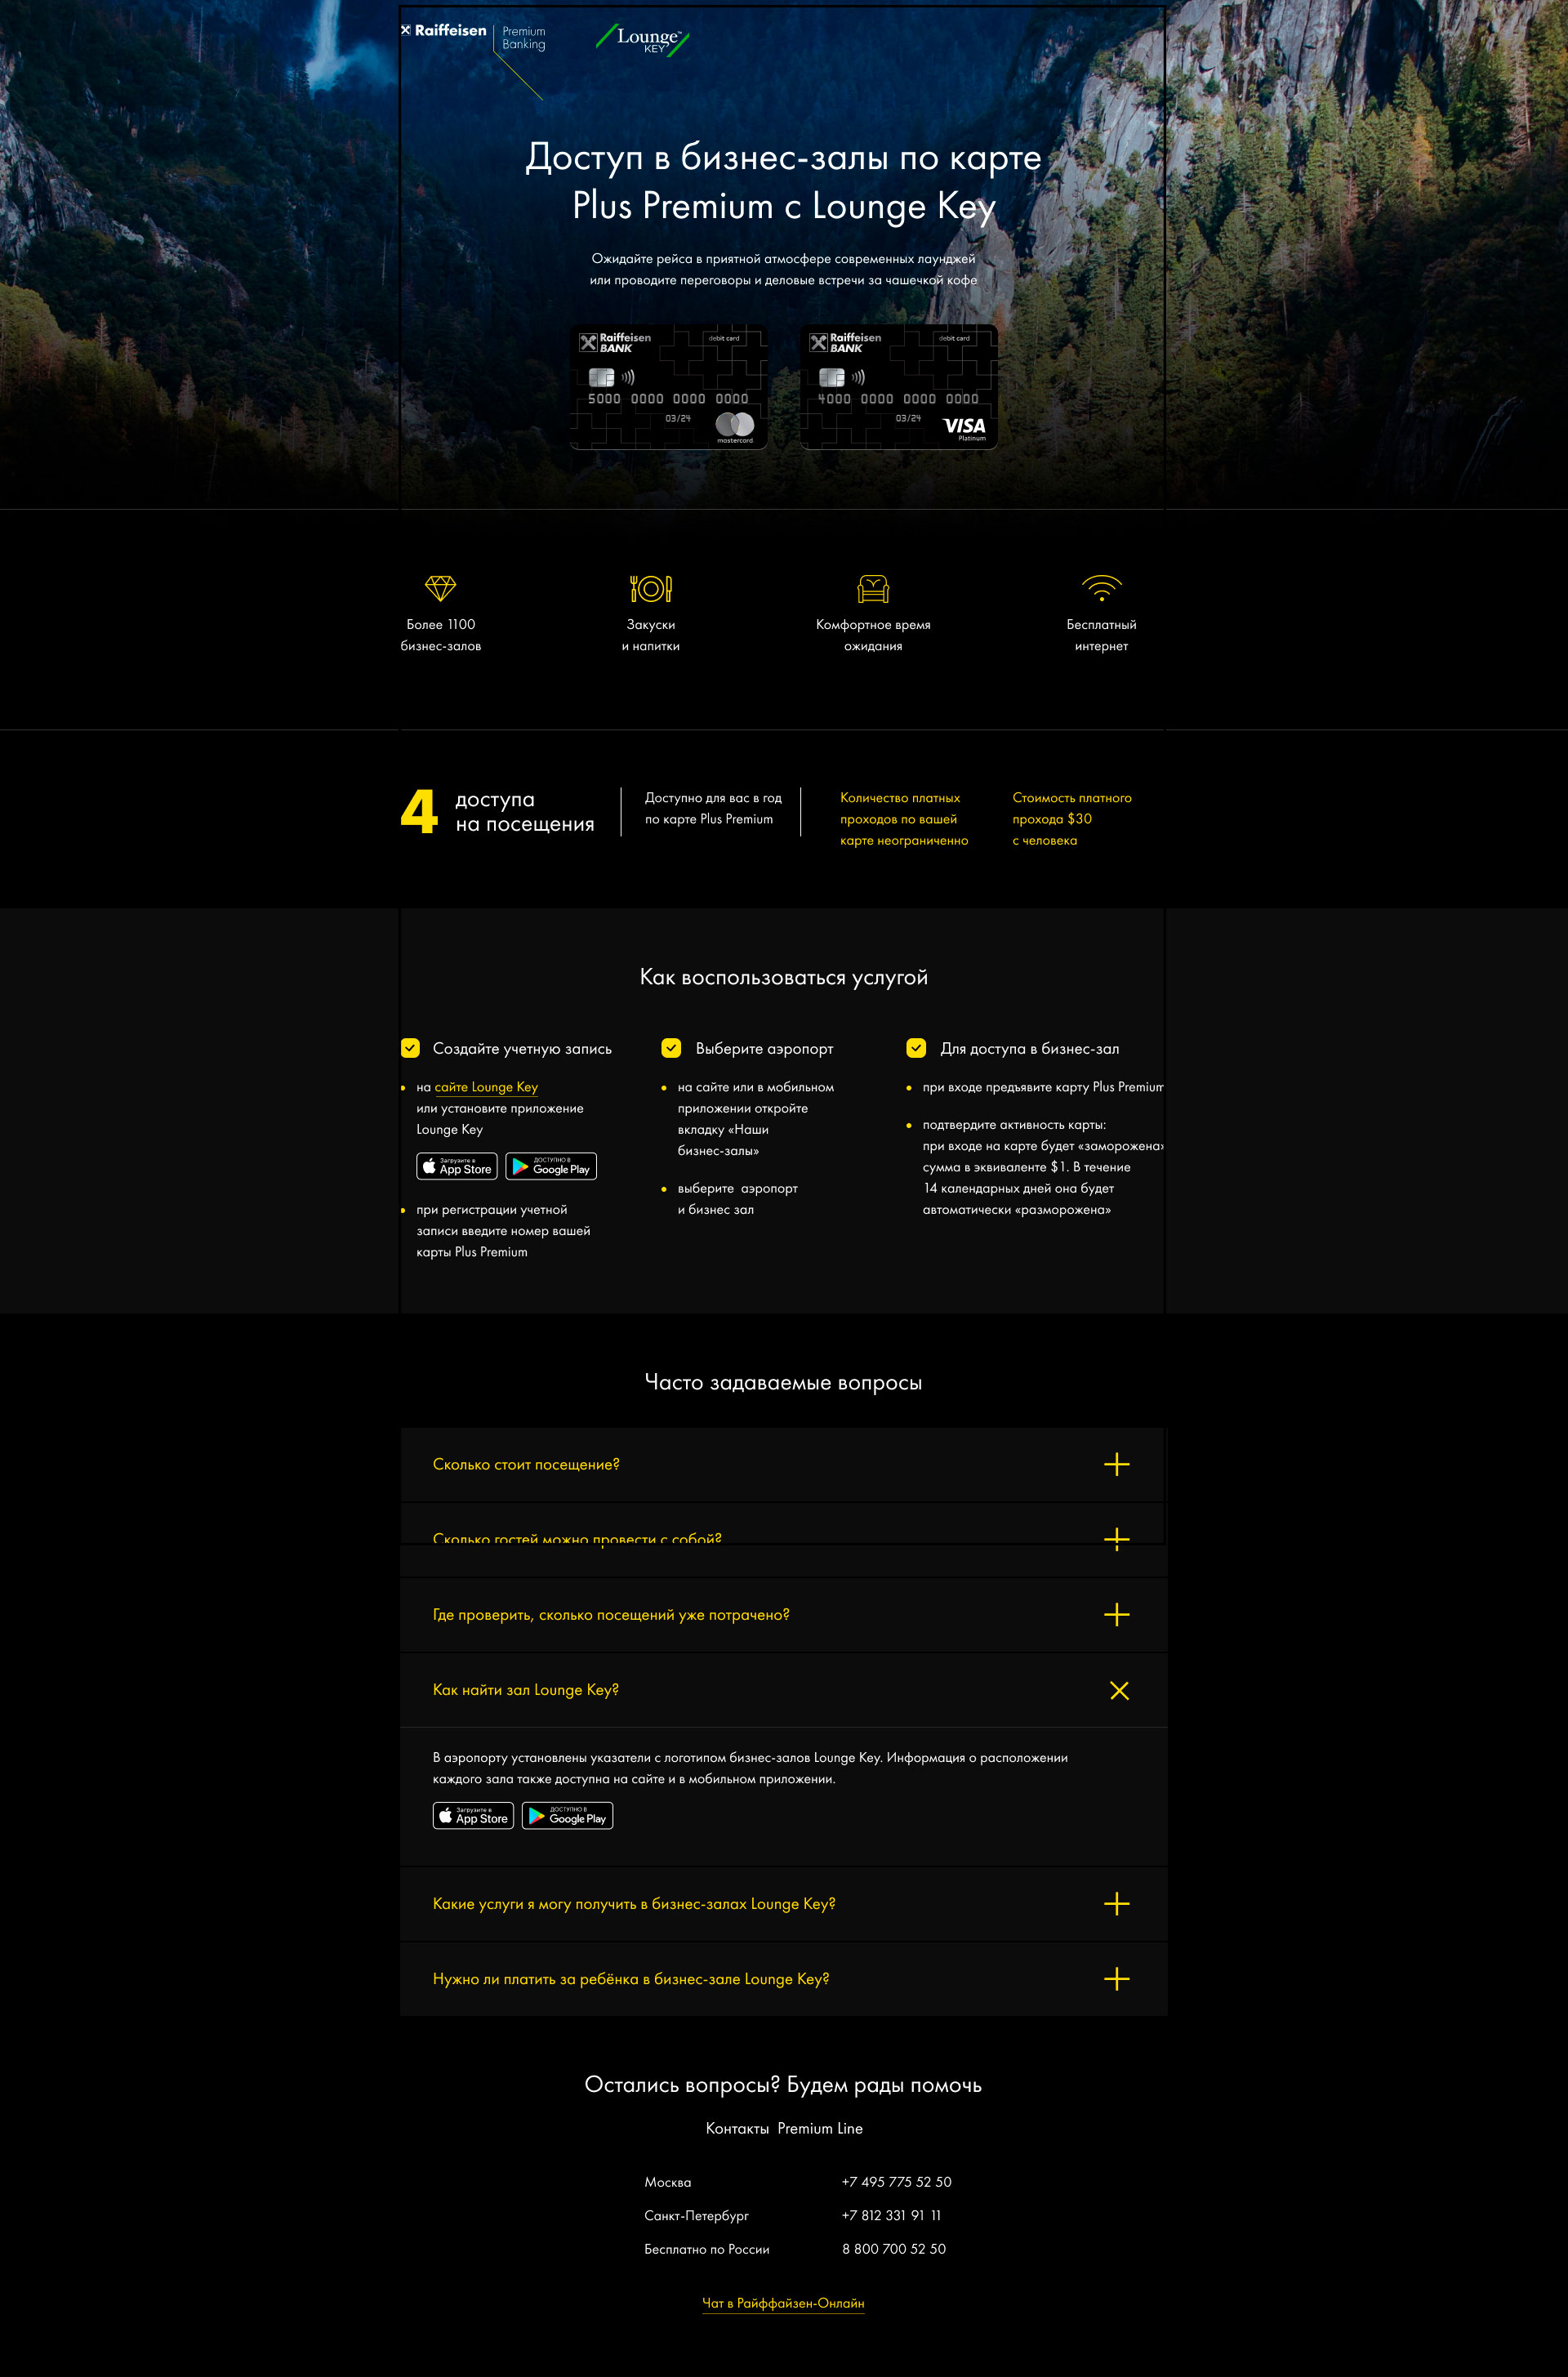 Raiffeisen
Premium
Banking
Lounge™
KEY
Доступ в бизнес-залы по карте
Plus Premium с Lounge Key
Ожидайте рейса в приятной атмосфере современных лаунджей
или проводите переговоры и деловые встречи за чашечкой кофе
Raiffeisen
BANK
debit card
5000 0000 0000 0000
03/24
mastercard
Raiffeisen
BANK
debit card
4000 0000 0000 0000
03/24
VISA
Platinum
Более 1100
бизнес-залов
Закуски
и напитки
Комфортное время
ожидания
Бесплатный
интернет
4
доступа
на посещения
Доступно для вас в год
по карте Plus Premium
Количество платных
проходов по вашей
карте неограниченно
Стоимость платного
прохода $30
с человека
Как воспользоваться услугой
Создайте учетную запись
на сайте Lounge Key
или установите приложение
Lounge Key
Загрузите в
App Store
ДОСТУПНО В
Google Play
при регистрации учетной
записи введите номер вашей
карты Plus Premium
Выберите аэропорт
на сайте или в мобильном
приложении откройте
вкладку «Наши
бизнес-залы»
выберите аэропорт
и бизнес зал
Для доступа в бизнес-зал
при входе предъявите карту Plus Premium
подтвердите активность карты:
при входе на карте будет «заморожена»
сумма в эквиваленте $1. В течение
14 календарных дней она будет
автоматически «разморожена»
Часто задаваемые вопросы
Сколько стоит посещение?
Сколько гостей можно провести с собой?
Где проверить, сколько посещений уже потрачено?
Как найти зал Lounge Key?
В аэропорту установлены указатели с логотипом бизнес-залов Lounge Key. Информация о расположении
каждого зала также доступна на сайте и в мобильном приложении.
Загрузите в
App Store
ДОСТУПНО В
Google Play
Какие услуги я могу получить в бизнес-залах Lounge Key?
Нужно ли платить за ребёнка в бизнес-зале Lounge Key?
Остались вопросы? Будем рады помочь
Контакты Premium Line
Москва +7 495 775 52 50
Санкт-Петербург +7 812 331 91 11
Бесплатно по России 8 800 700 52 50
Чат в Райффайзен-Онлайн